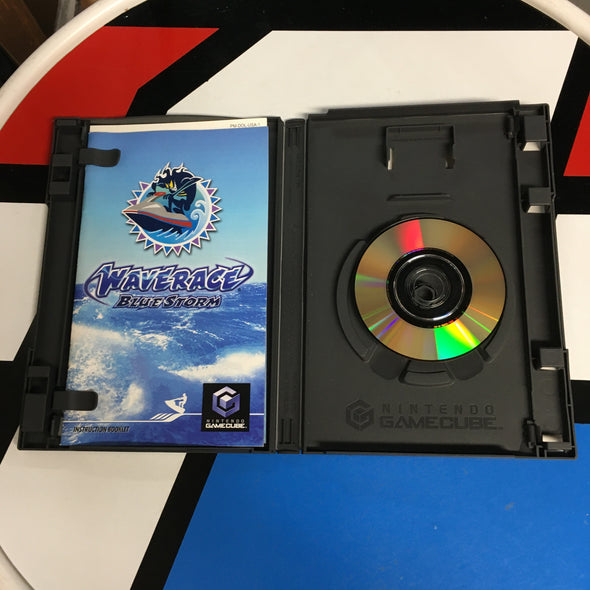 PM-DOL-USA-1
WAVERACE
BLUE STORM
NINTENDO
GAMECUBE
INSTRUCTION BOOKLET
NINTENDO
GAMECUBE